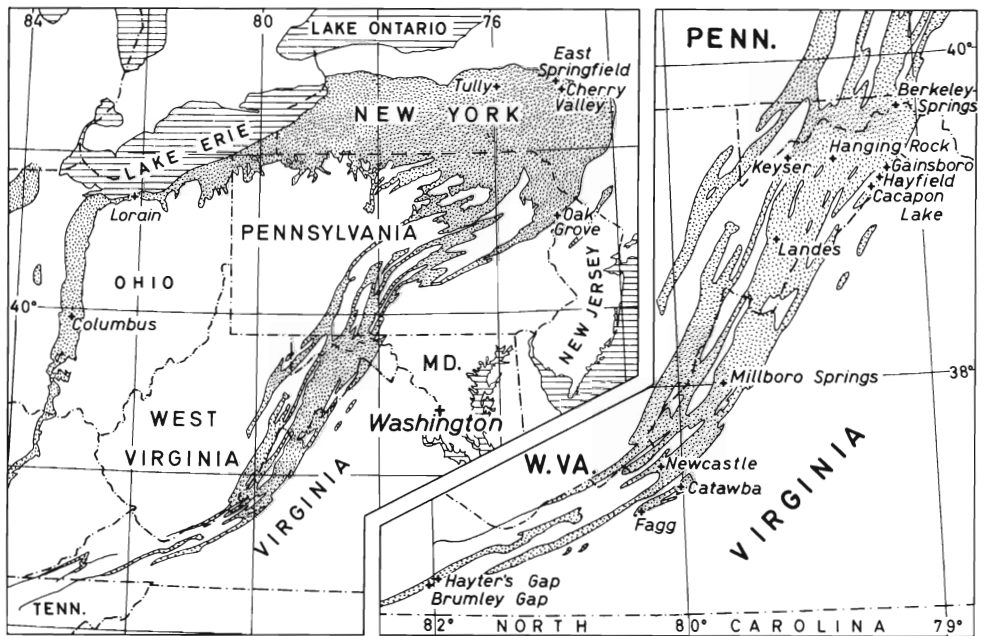 84
80
76
LAKE ONTARIO
East
Springfield
Tully
Cherry
Valley
NEW YORK
LAKE ERIE
Lorain
PENNSYLVANIA
Oak
Grove
OHIO
NEW JERSEY
40°
Columbus
MD.
WEST
VIRGINIA
Washington
VIRGINIA
TENN.
PENN.
40°
Berkeley
Springs
Hanging Rock
Keyser
Gainsboro
Hayfield
Cacapon
Lake
Landes
38°
Millboro Springs
W.VA.
Newcastle
Catawba
Fagg
VIRGINIA
Hayter's Gap
Brumley Gap
82°
NORTH
80°
CAROLINA
79°